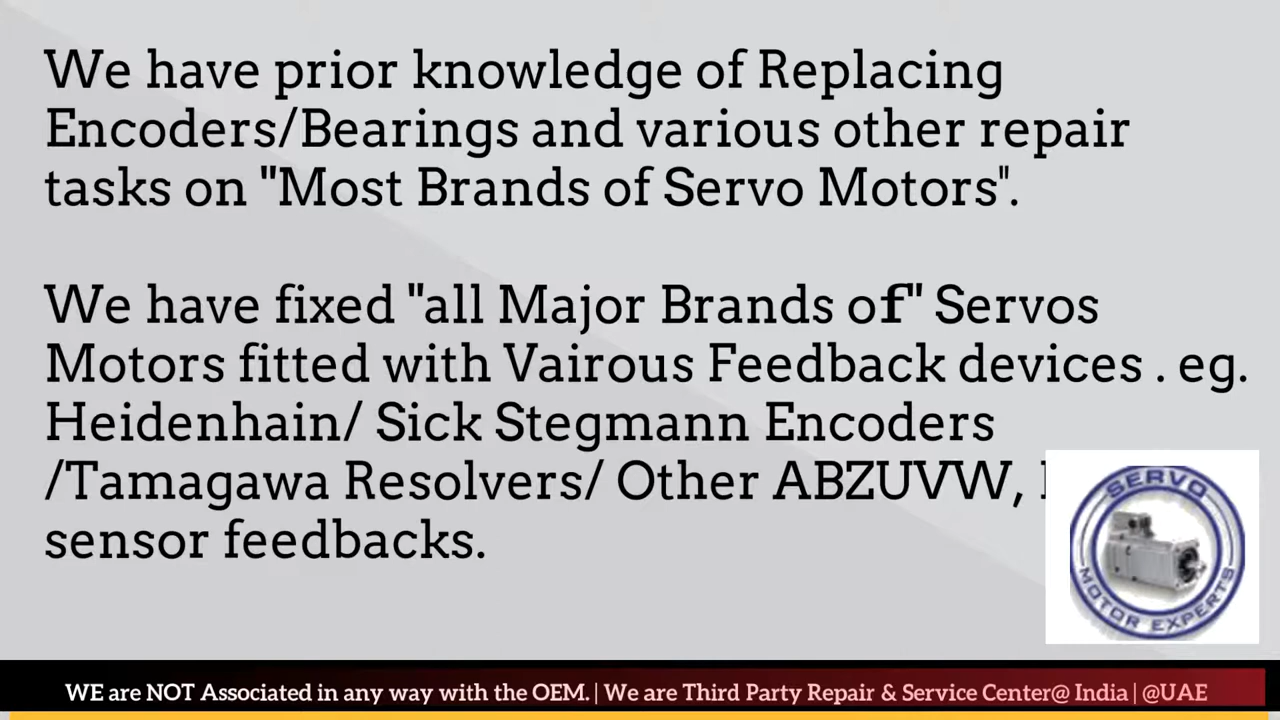 We have prior knowledge of Replacing
Encoders/Bearings and various other repair
tasks on "Most Brands of Servo Motors".
We have fixed "all Major Brands of" Servos
Motors fitted with Vairous Feedback devices . eg.
Heidenhain/ Sick Stegmann Encoders
/Tamagawa Resolvers/ Other ABZUVW,
sensor feedbacks.
SERVO
MOTOR EXPERTS
WE are NOT Associated in any way with the OEM. | We are Third Party Repair & Service Center@ India | @UAE